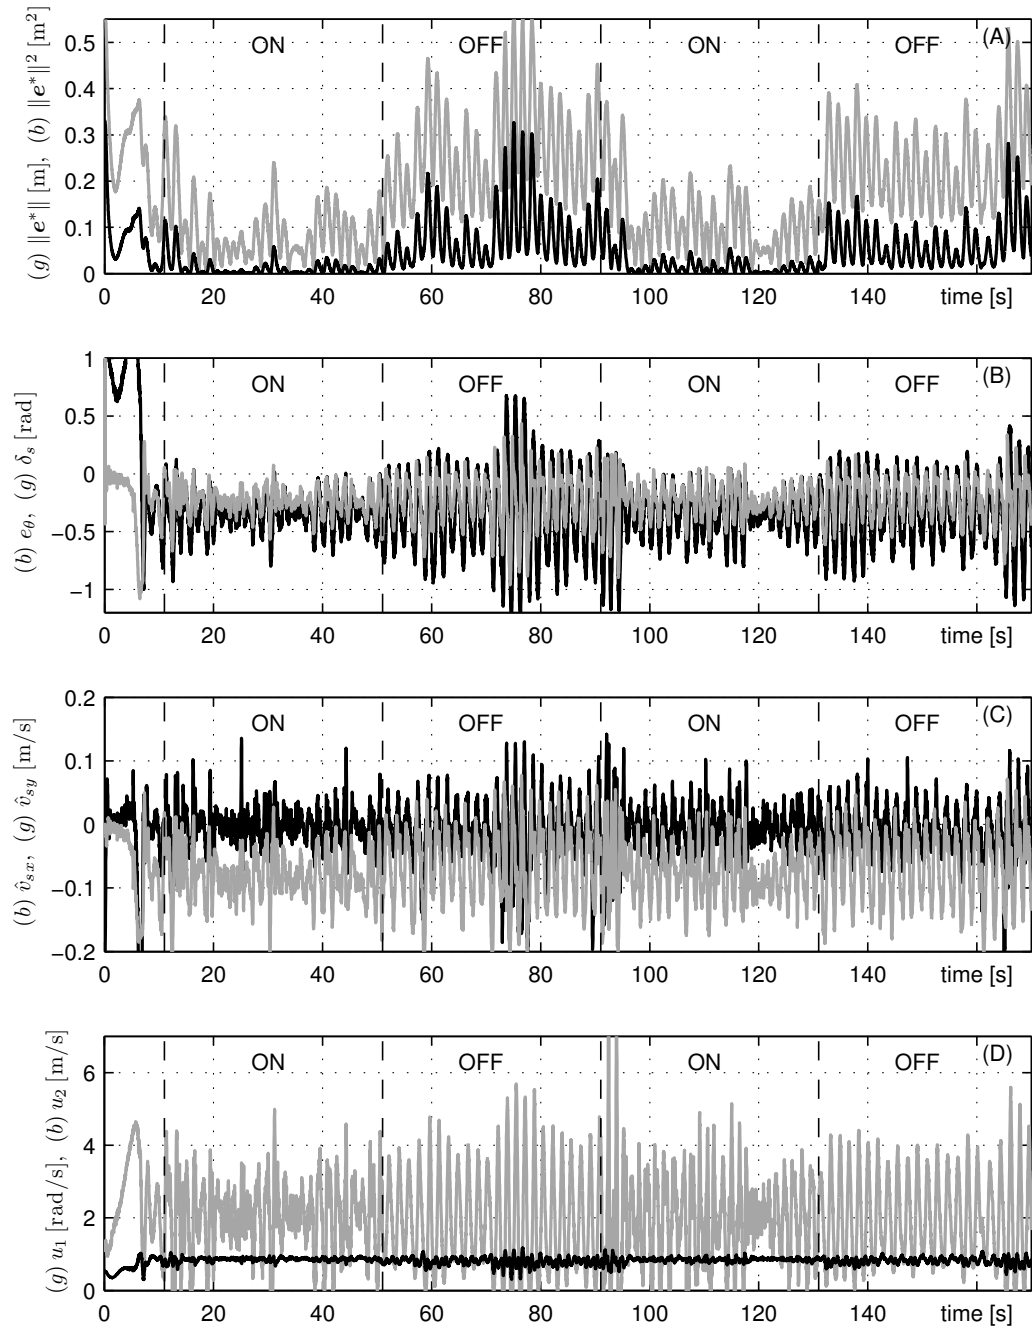 (g) ‖e*‖ [m], (b) ‖e*‖² [m²]
0.5
0.4
0.3
0.2
0.1
0
ON OFF ON OFF (A)
0 20 40 60 80 100 120 140 time [s]
(b) e_θ, (g) δ_s [rad]
1
0.5
0
−0.5
−1
ON OFF ON OFF (B)
0 20 40 60 80 100 120 140 time [s]
(b) v̂_sx, (g) v̂_sy [m/s]
0.2
0.1
0
−0.1
−0.2
ON OFF ON OFF (C)
0 20 40 60 80 100 120 140 time [s]
(g) u₁ [rad/s], (b) u₂ [m/s]
6
4
2
0
ON OFF ON OFF (D)
0 20 40 60 80 100 120 140 time [s]